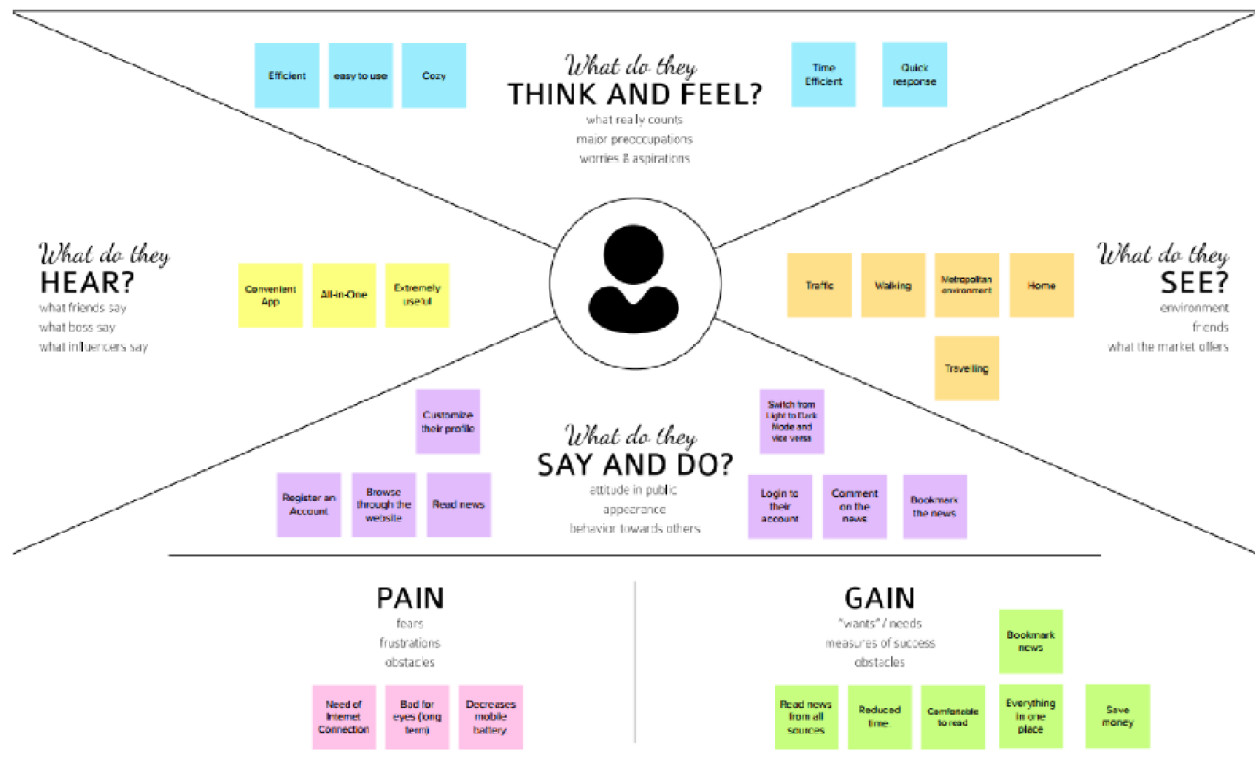 Efficient
easy to use
Cozy
What do they
THINK AND FEEL?
what really counts
major preoccupations
worries & aspirations
Time
Efficient
Quick
response
What do they
HEAR?
what friends say
what boss say
what influencers say
Convenient
App
All-in-One
Extremely
useful
Traffic
Walking
Metropolitan
environment
Home
Travelling
What do they
SEE?
environment
friends
what the market offers
Customize
their profile
Register an
Account
Browse
through the
website
Read news
What do they
SAY AND DO?
attitude in public
appearance
behavior towards others
Switch from
Light to Dark
Mode and
vice versa
Login to
their
account
Comment
on the
news
Bookmark
the news
PAIN
fears
frustrations
obstacles
Need of
Internet
Connection
Bad for
eyes (long
term)
Decreases
mobile
battery
GAIN
"wants" / needs
measures of success
obstacles
Bookmark
news
Read news
from all
sources
Reduced
time
Comfortable
to read
Everything
in one
place
Save
money